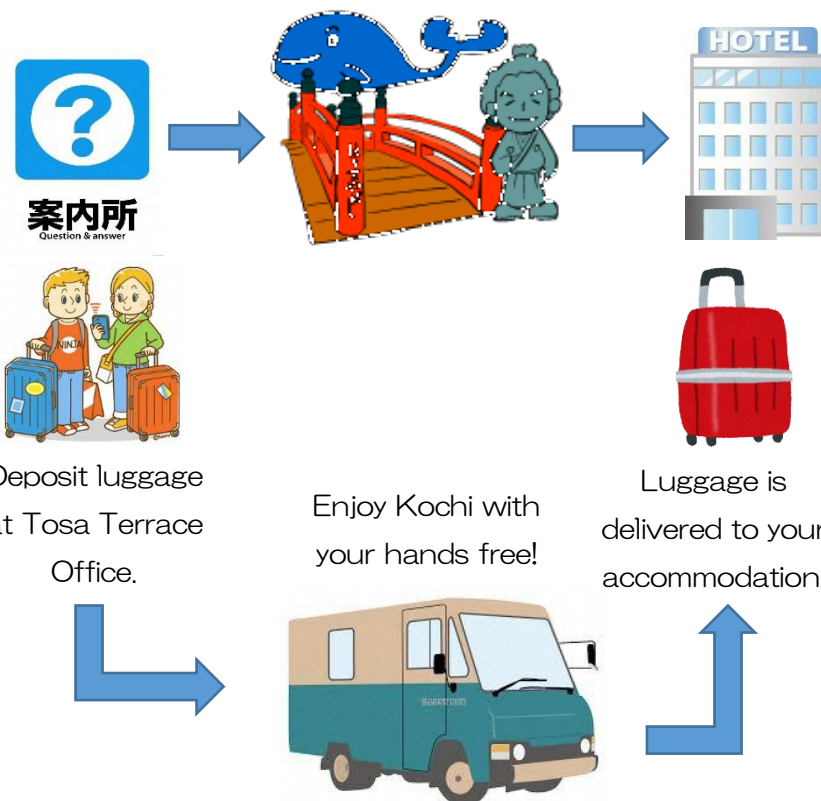 HOTEL
案内所
Question & answer
NINJA
Deposit luggage
at Tosa Terrace
Office.
Enjoy Kochi with
your hands free!
Luggage is
delivered to your
accommodation